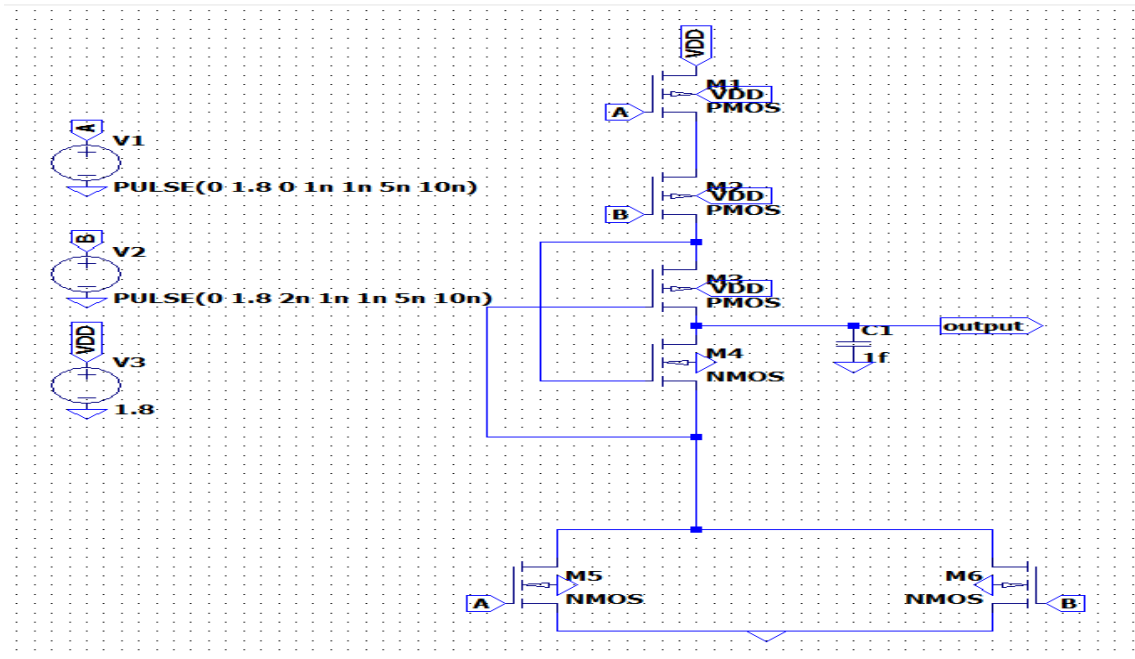 VDD
M1
VDD
PMOS
A
A
V1
PULSE(0 1.8 0 1n 1n 5n 10n)
M2
VDD
PMOS
B
B
V2
PULSE(0 1.8 2n 1n 1n 5n 10n)
M3
VDD
PMOS
VDD
V3
1.8
output
C1
1f
M4
NMOS
M5
NMOS
A
M6
NMOS
B